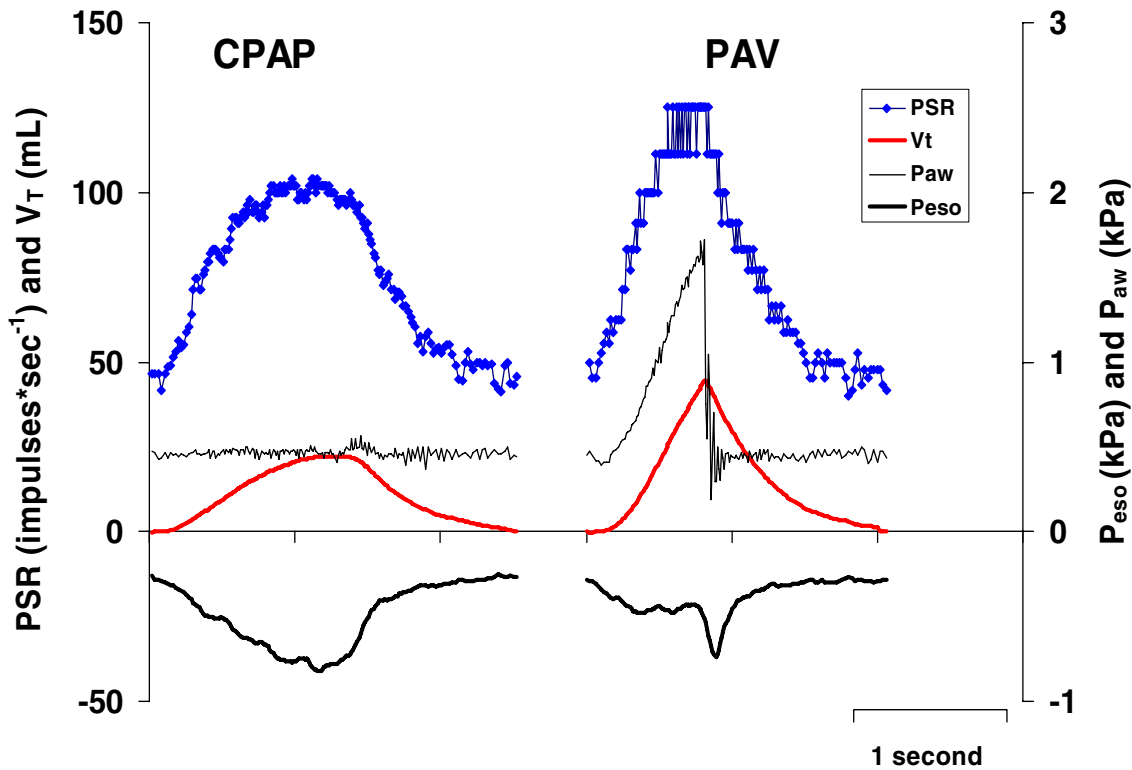 CPAP
PAV
150
100
50
0
-50
PSR (impulses*sec-1) and VT (mL)
3
2
1
0
-1
Peso (kPa) and Paw (kPa)
PSR
Vt
Paw
Peso
1 second